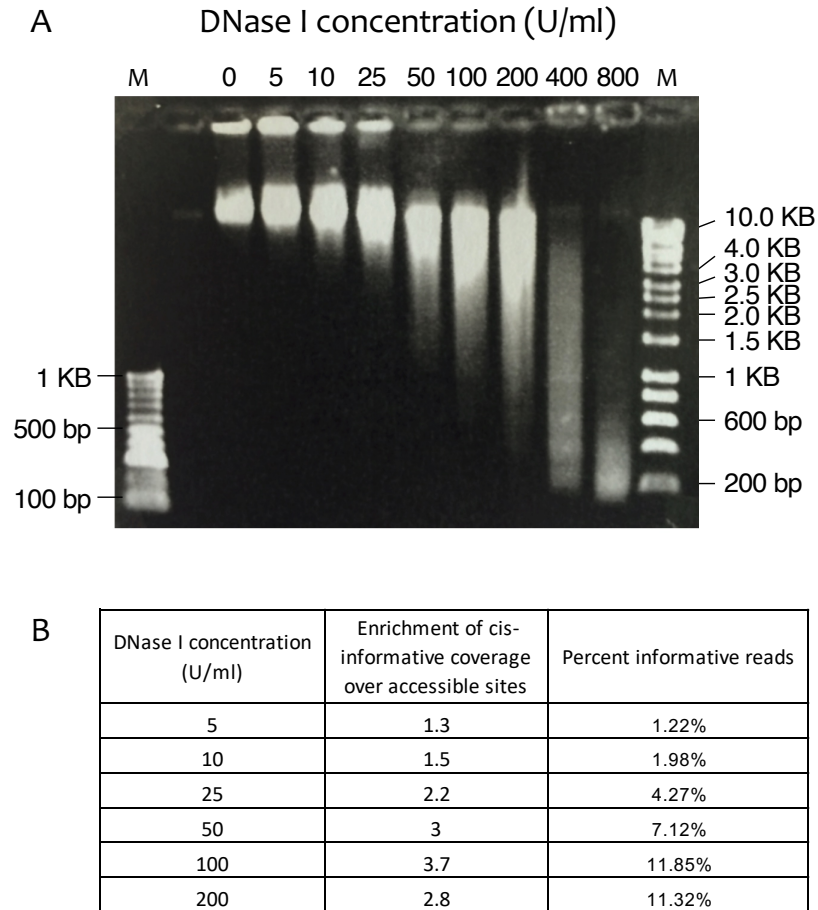 A
DNase I concentration (U/ml)
M 0 5 10 25 50 100 200 400 800 M
10.0 KB
4.0 KB
3.0 KB
2.5 KB
2.0 KB
1.5 KB
1 KB
1 KB
600 bp
500 bp
200 bp
100 bp
B
DNase I concentration
(U/ml)
Enrichment of cis-
informative coverage
over accessible sites
Percent informative reads
5 1.3 1.22%
10 1.5 1.98%
25 2.2 4.27%
50 3 7.12%
100 3.7 11.85%
200 2.8 11.32%